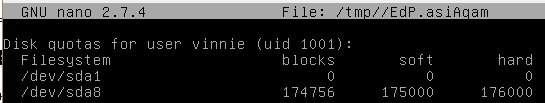 GNU nano 2.7.4 File: /tmp//EdP.asiAqam
Disk quotas for user vinnie (uid 1001):
Filesystem blocks soft hard
/dev/sda1 0 0 0
/dev/sda8 174756 175000 176000